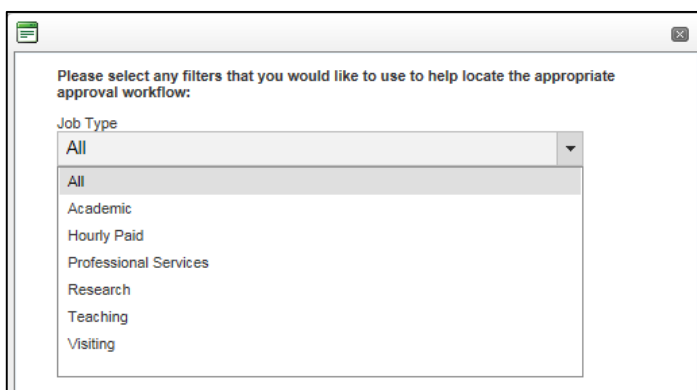 Please select any filters that you would like to use to help locate the appropriate
approval workflow:
Job Type
All
All
Academic
Hourly Paid
Professional Services
Research
Teaching
Visiting